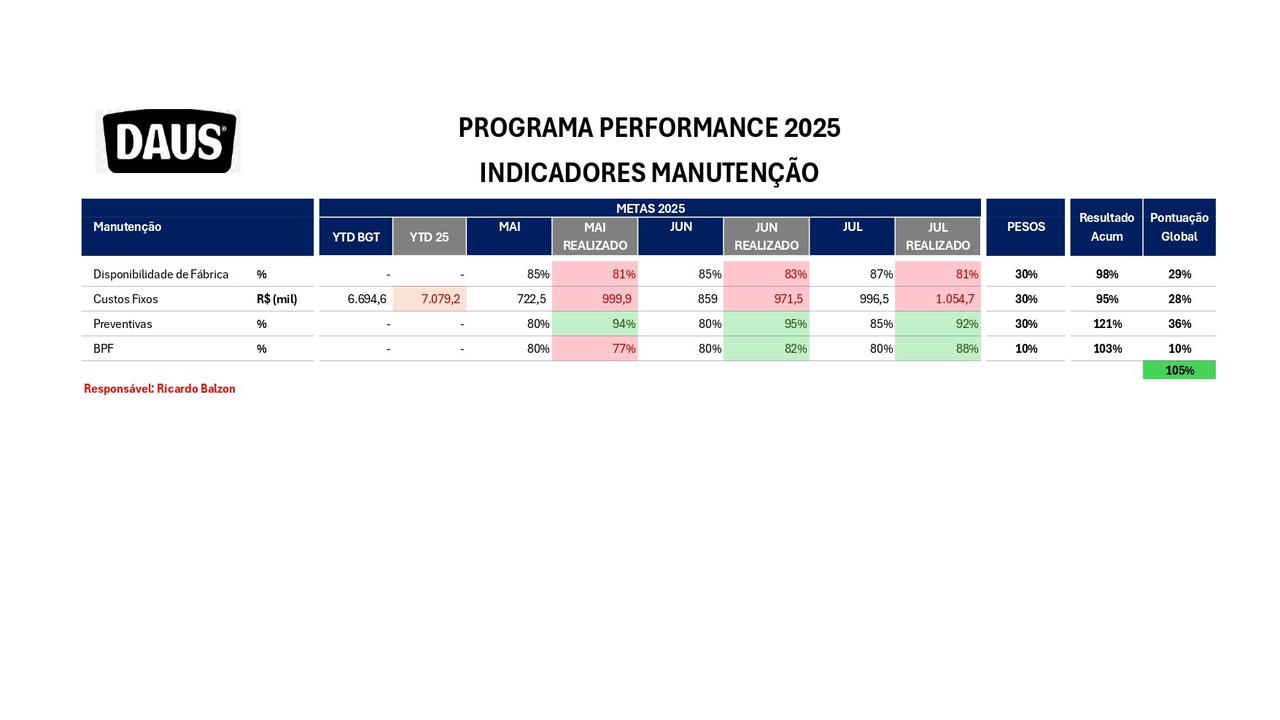 DAUS®
PROGRAMA PERFORMANCE 2025
INDICADORES MANUTENÇÃO
METAS 2025
Manutenção YTD BGT YTD 25 MAI MAI REALIZADO JUN JUN REALIZADO JUL JUL REALIZADO PESOS Resultado Acum Pontuação Global
Disponibilidade de Fábrica % - - 85% 81% 85% 83% 87% 81% 30% 98% 29%
Custos Fixos R$ (mil) 6.694,6 7.079,2 722,5 999,9 859 971,5 996,5 1.054,7 30% 95% 28%
Preventivas % - - 80% 94% 80% 95% 85% 92% 30% 121% 36%
BPF % - - 80% 77% 80% 82% 80% 88% 10% 103% 10%
105%
Responsável: Ricardo Balzon